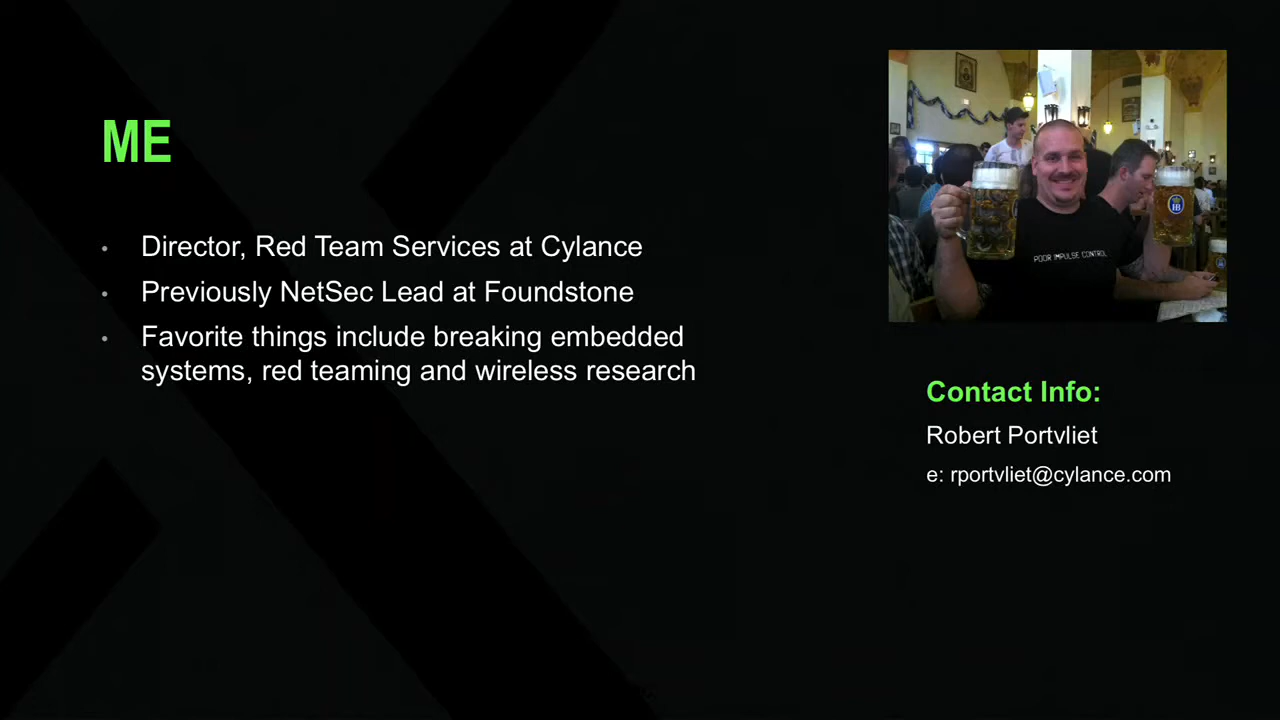 ME
• Director, Red Team Services at Cylance
• Previously NetSec Lead at Foundstone
• Favorite things include breaking embedded
systems, red teaming and wireless research
POOR IMPULSE CONTROL
HB
Contact Info:
Robert Portvliet
e: rportvliet@cylance.com